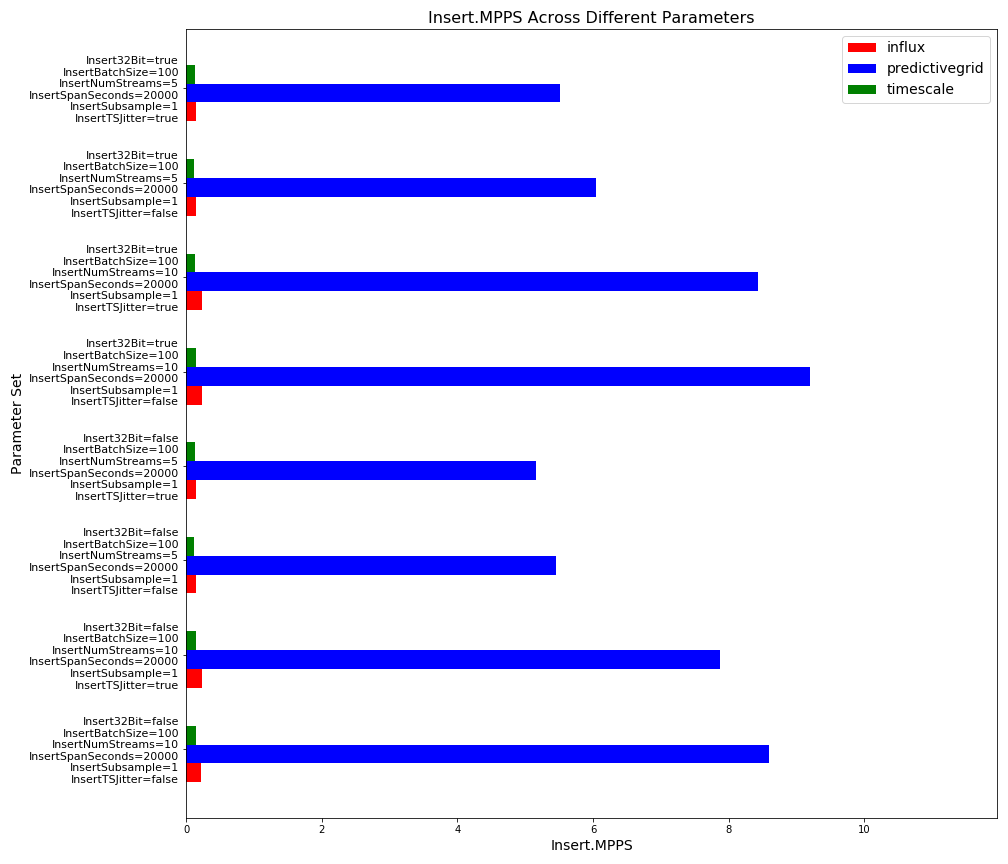 Insert.MPPS Across Different Parameters
influx
predictivegrid
timescale
Parameter Set
Insert32Bit=true
InsertBatchSize=100
InsertNumStreams=5
InsertSpanSeconds=20000
InsertSubsample=1
InsertTSJitter=true
Insert32Bit=true
InsertBatchSize=100
InsertNumStreams=5
InsertSpanSeconds=20000
InsertSubsample=1
InsertTSJitter=false
Insert32Bit=true
InsertBatchSize=100
InsertNumStreams=10
InsertSpanSeconds=20000
InsertSubsample=1
InsertTSJitter=true
Insert32Bit=true
InsertBatchSize=100
InsertNumStreams=10
InsertSpanSeconds=20000
InsertSubsample=1
InsertTSJitter=false
Insert32Bit=false
InsertBatchSize=100
InsertNumStreams=5
InsertSpanSeconds=20000
InsertSubsample=1
InsertTSJitter=true
Insert32Bit=false
InsertBatchSize=100
InsertNumStreams=5
InsertSpanSeconds=20000
InsertSubsample=1
InsertTSJitter=false
Insert32Bit=false
InsertBatchSize=100
InsertNumStreams=10
InsertSpanSeconds=20000
InsertSubsample=1
InsertTSJitter=true
Insert32Bit=false
InsertBatchSize=100
InsertNumStreams=10
InsertSpanSeconds=20000
InsertSubsample=1
InsertTSJitter=false
0 2 4 6 8 10
Insert.MPPS